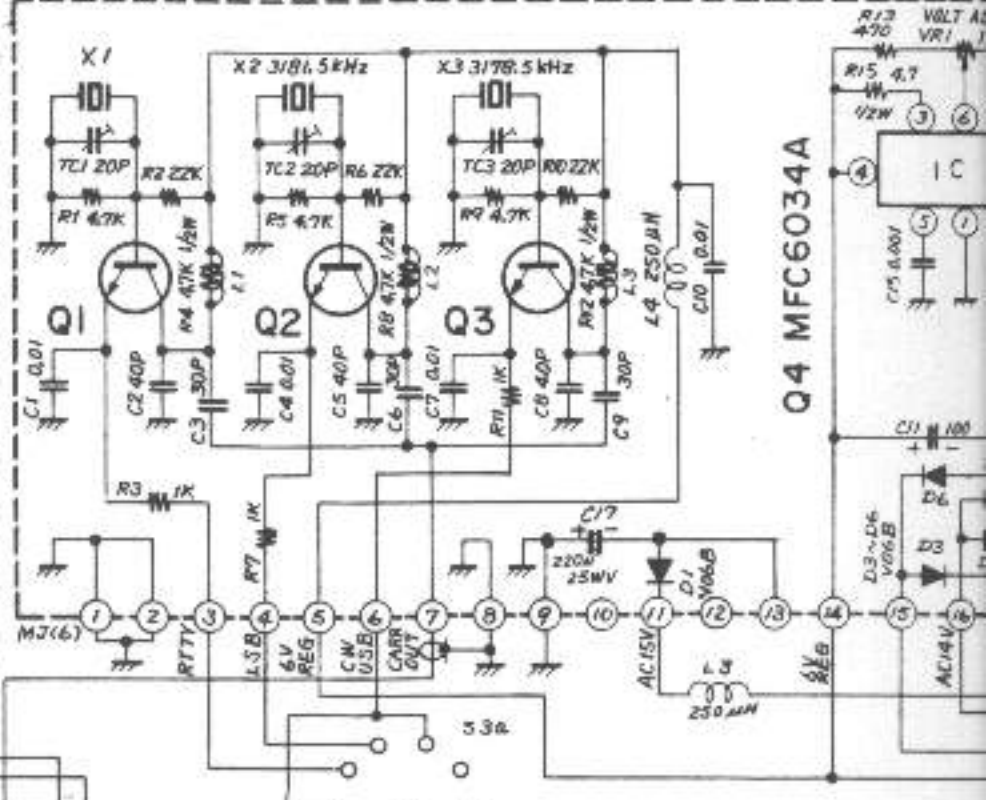 R13 470
VOLT
VR1
X1
X2 3181.5kHz
X3 3178.5kHz
R15 4.7
1/2W
3
6
TC1 20P
TC2 20P
TC3 20P
R2 22K
R6 22K
R10 22K
4
IC
R1 4.7K
R5 4.7K
R9 4.7K
5
1
R4 4.7K 1/2W
L1
R8 4.7K 1/2W
L2
R12 4.7K 1/2W
L3
L4 250μH
C10 0.01
C15 0.001
Q1
Q2
Q3
Q4 MFC6034A
C1 0.01
C2 40P
C3 30P
C4 0.01
C5 40P
C6 30P
C7 0.01
R11 1K
C8 40P
C9 30P
C11 100
+ -
R3 1K
R7 1K
C17
+ -
220μ
25WV
D1 V06B
D6
D3~D6
V06B
D3
1 2 3 4 5 6 7 8 9 10 11 12 13 14 15 16
MJ(6)
RTTY
LSB
6V REG
CW USB
CARR OUT
AC15V
6V REG
AC14V
L3
250μH
S3a